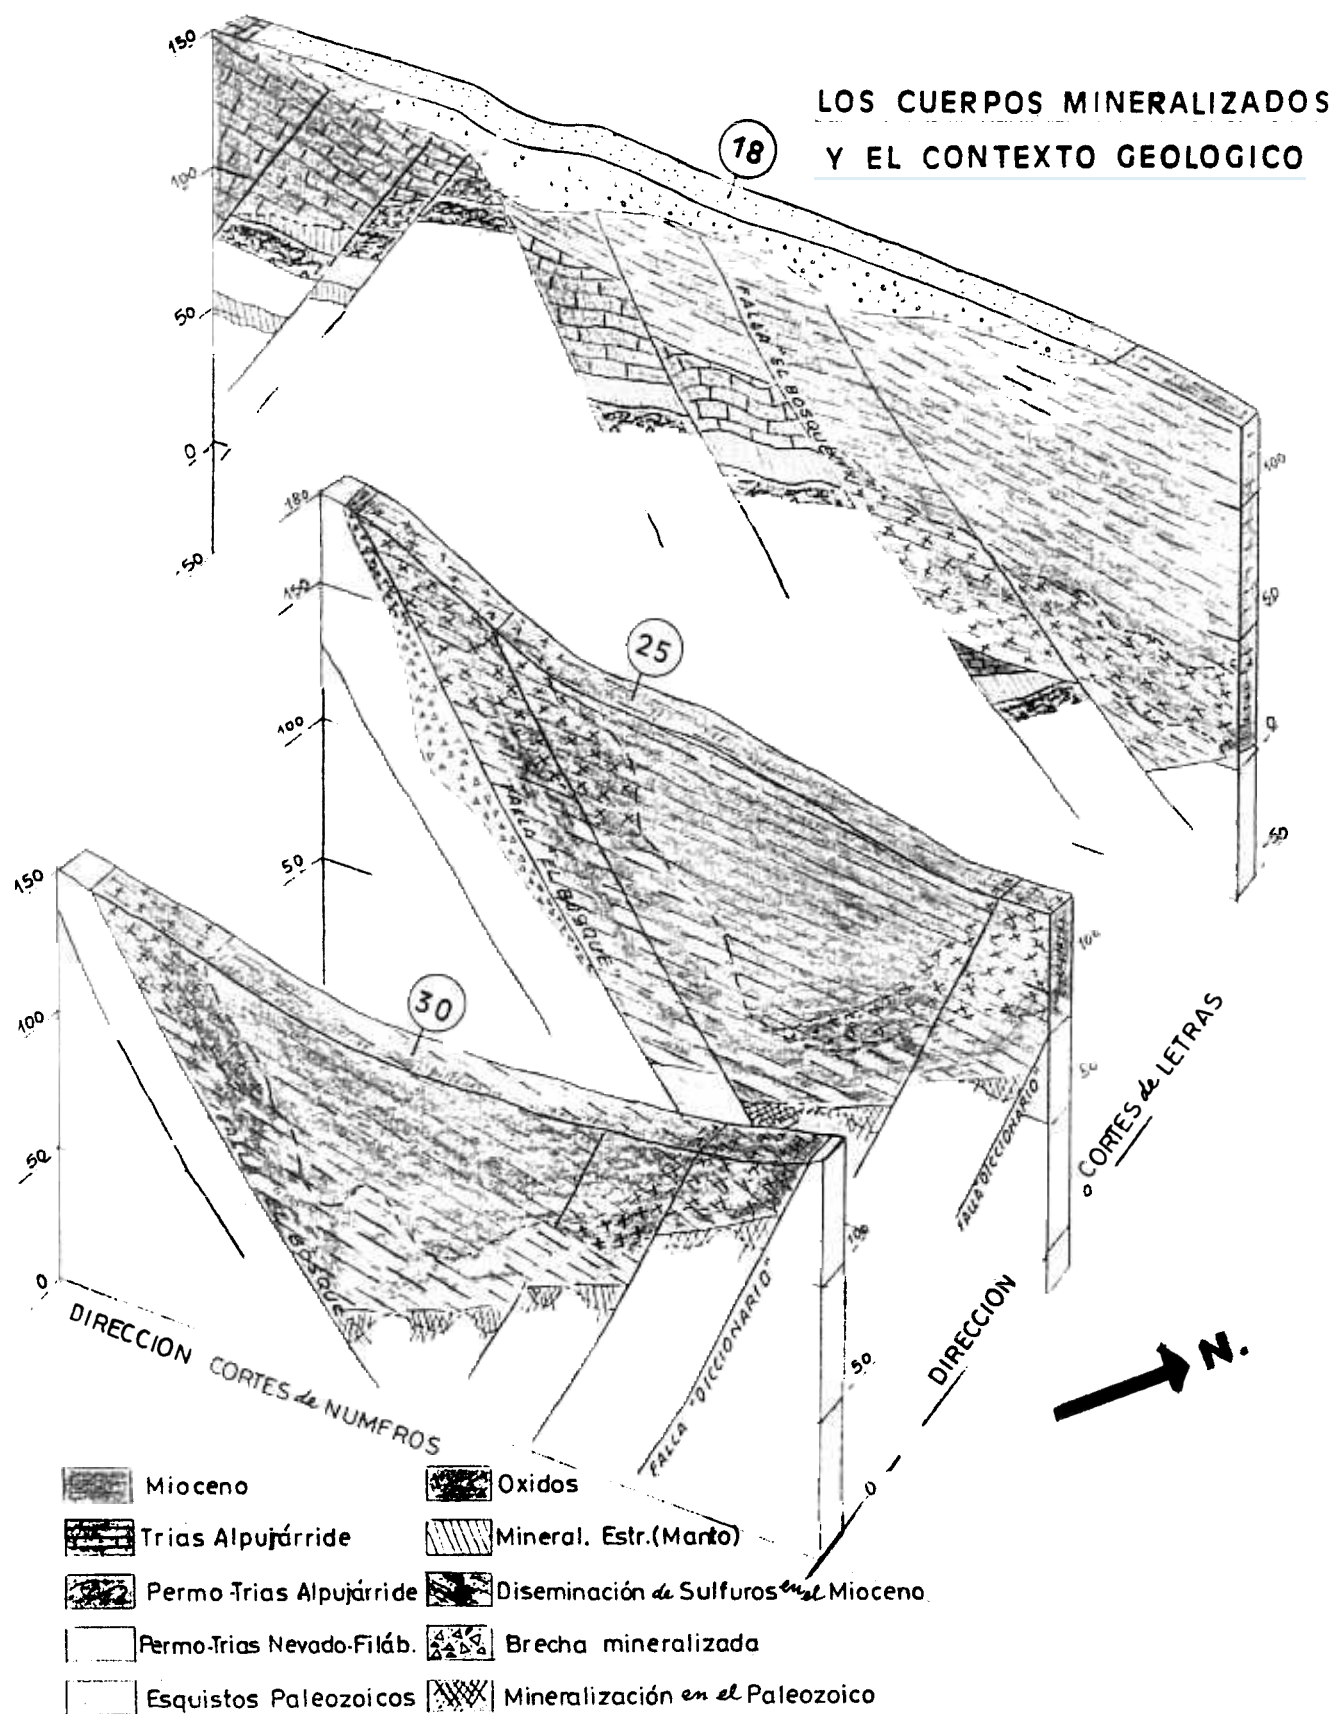 LOS CUERPOS MINERALIZADOS
Y EL CONTEXTO GEOLOGICO
18
150
100
50
0
-50
FALLA "EL BOSQUE"
100
50
0
-50
25
180
150
100
50
FALLA EL BOSQUE
100
50
0
FALLA "DICCIONARIO"
30
150
100
50
0
BOSQUE
100
50
0
FALLA "DICCIONARIO"
DIRECCION CORTES de NUMEROS
DIRECCION CORTES de LETRAS
N.
Mioceno
Trias Alpujárride
Permo-Trias Alpujárride
Permo-Trias Nevado-Filáb.
Esquistos Paleozoicos
Oxidos
Mineral. Estr.(Manto)
Diseminación de Sulfuros en el Mioceno
Brecha mineralizada
Mineralización en el Paleozoico